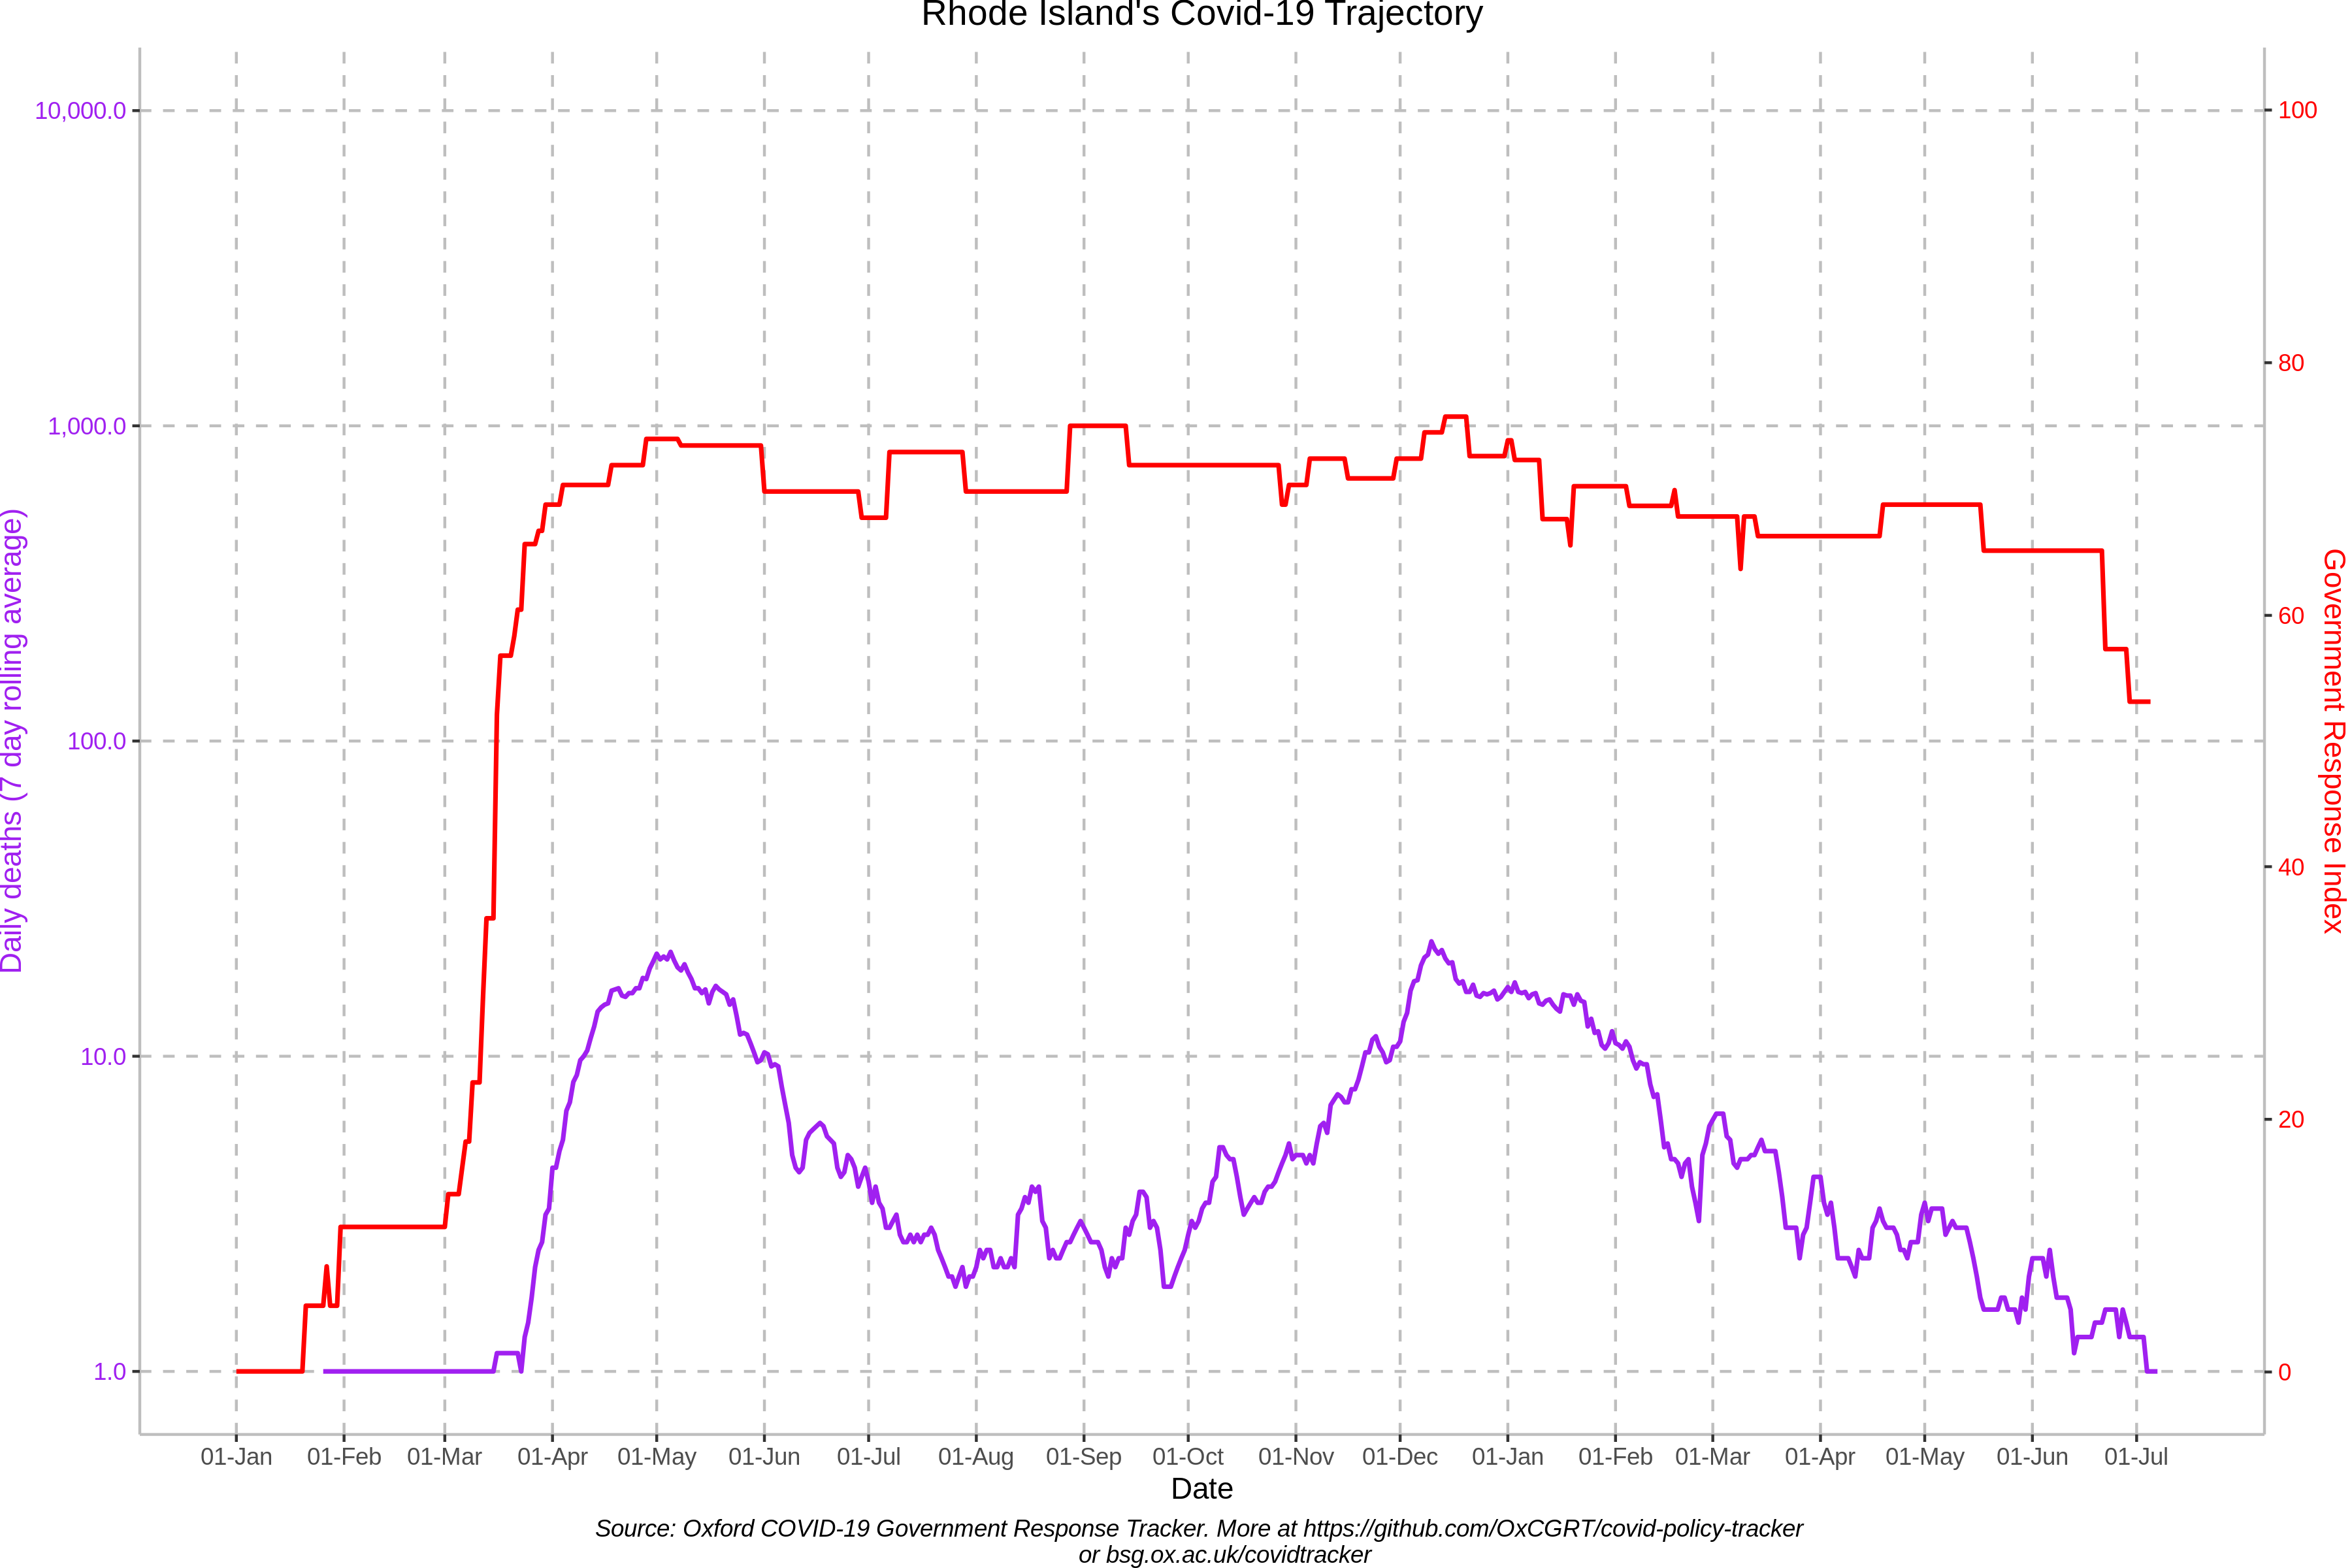 Rhode Island's Covid-19 Trajectory
10,000.0
1,000.0
100.0
10.0
1.0
Daily deaths (7 day rolling average)
100
80
60
40
20
0
Government Response Index
01-Jan 01-Feb 01-Mar 01-Apr 01-May 01-Jun 01-Jul 01-Aug 01-Sep 01-Oct 01-Nov 01-Dec 01-Jan 01-Feb 01-Mar 01-Apr 01-May 01-Jun 01-Jul
Date
Source: Oxford COVID-19 Government Response Tracker. More at https://github.com/OxCGRT/covid-policy-tracker
or bsg.ox.ac.uk/covidtracker